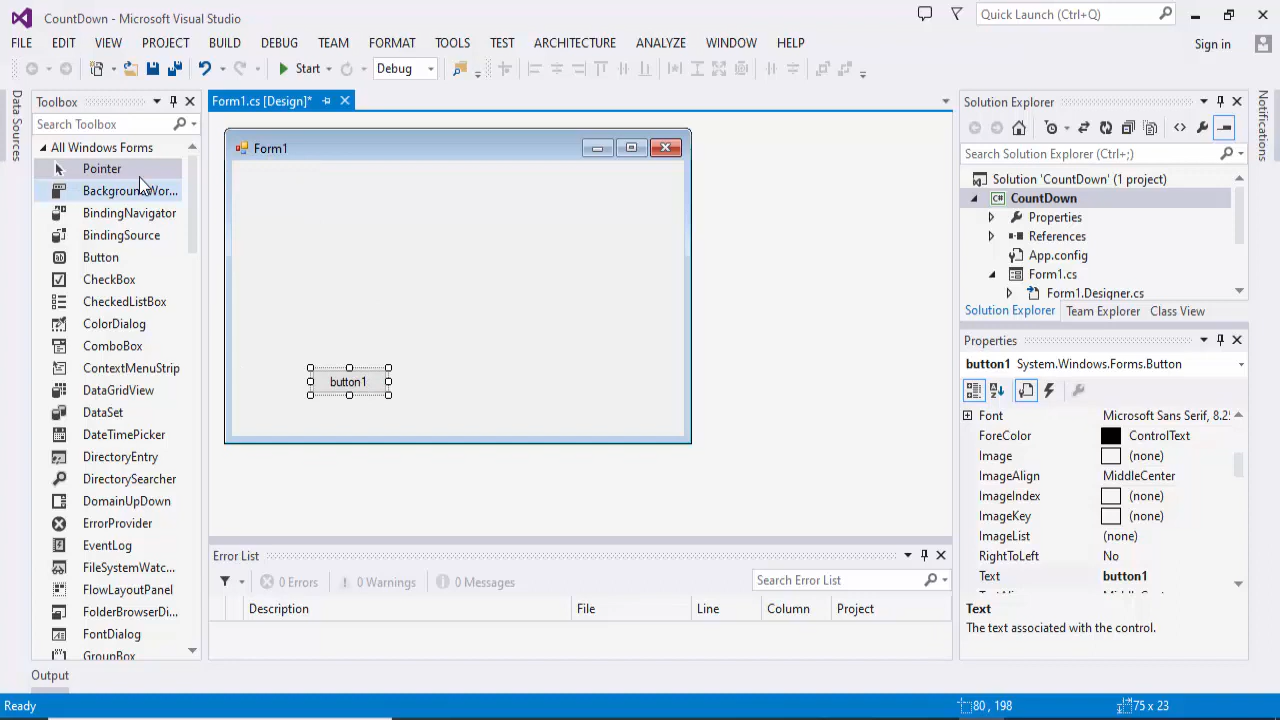 CountDown - Microsoft Visual Studio
Quick Launch (Ctrl+Q)
FILE EDIT VIEW PROJECT BUILD DEBUG TEAM FORMAT TOOLS TEST ARCHITECTURE ANALYZE WINDOW HELP
Sign in
Start Debug
Data Sources
Toolbox
Search Toolbox
All Windows Forms
Pointer
BackgroundWor...
BindingNavigator
BindingSource
Button
CheckBox
CheckedListBox
ColorDialog
ComboBox
ContextMenuStrip
DataGridView
DataSet
DateTimePicker
DirectoryEntry
DirectorySearcher
DomainUpDown
ErrorProvider
EventLog
FileSystemWatc...
FlowLayoutPanel
FolderBrowserDi...
FontDialog
GroupBox
Form1.cs [Design]*
Form1
button1
Error List
0 Errors 0 Warnings 0 Messages
Search Error List
Description File Line Column Project
Solution Explorer
Search Solution Explorer (Ctrl+;)
Solution 'CountDown' (1 project)
C# CountDown
Properties
References
App.config
Form1.cs
Form1.Designer.cs
Solution Explorer Team Explorer Class View
Properties
button1 System.Windows.Forms.Button
Font Microsoft Sans Serif, 8.2
ForeColor ControlText
Image (none)
ImageAlign MiddleCenter
ImageIndex (none)
ImageKey (none)
ImageList (none)
RightToLeft No
Text button1
Text
The text associated with the control.
Notifications
Output
Ready
80 , 198
75 x 23